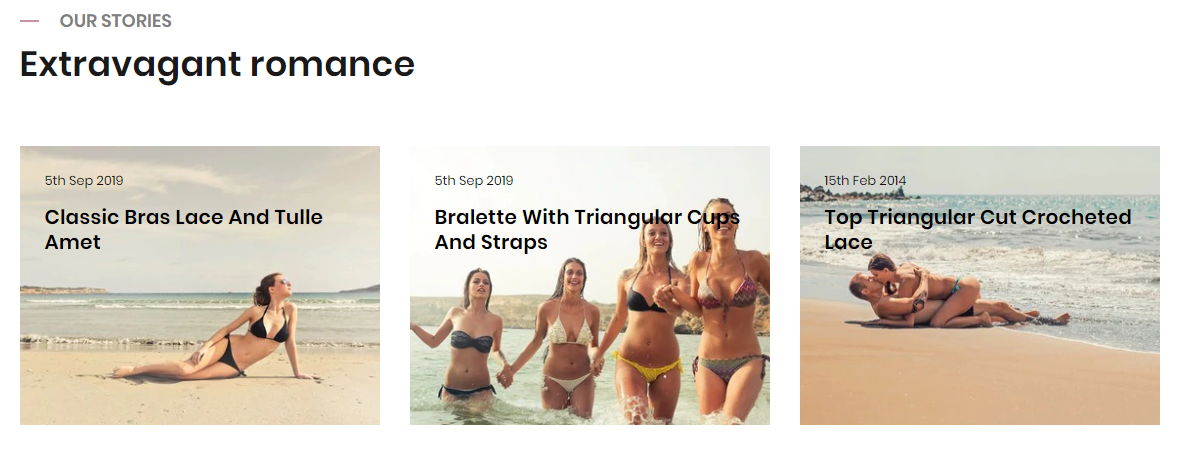 OUR STORIES
Extravagant romance
5th Sep 2019
Classic Bras Lace And Tulle
Amet
5th Sep 2019
Bralette With Triangular Cups
And Straps
15th Feb 2014
Top Triangular Cut Crocheted
Lace